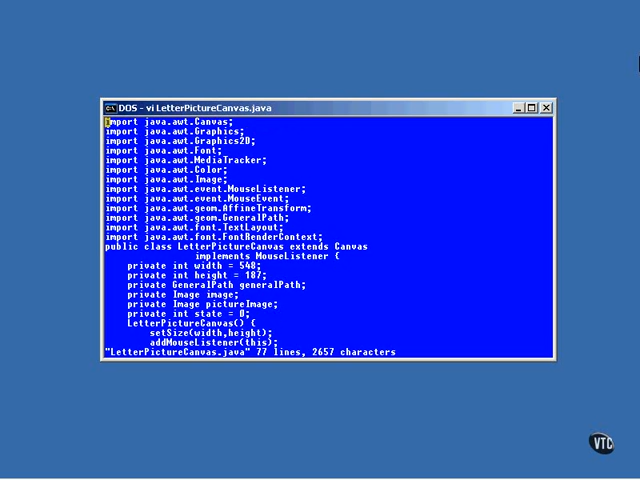 DOS - vi LetterPictureCanvas.java
import java.awt.Canvas;
import java.awt.Graphics;
import java.awt.Graphics2D;
import java.awt.Font;
import java.awt.MediaTracker;
import java.awt.Color;
import java.awt.Image;
import java.awt.event.MouseListener;
import java.awt.event.MouseEvent;
import java.awt.geom.AffineTransform;
import java.awt.geom.GeneralPath;
import java.awt.font.TextLayout;
import java.awt.font.FontRenderContext;
public class LetterPictureCanvas extends Canvas
implements MouseListener {
private int width = 548;
private int height = 187;
private GeneralPath generalPath;
private Image image;
private Image pictureImage;
private int state = 0;
LetterPictureCanvas() {
setSize(width,height);
addMouseListener(this);
"LetterPictureCanvas.java" 77 lines, 2657 characters
VTC